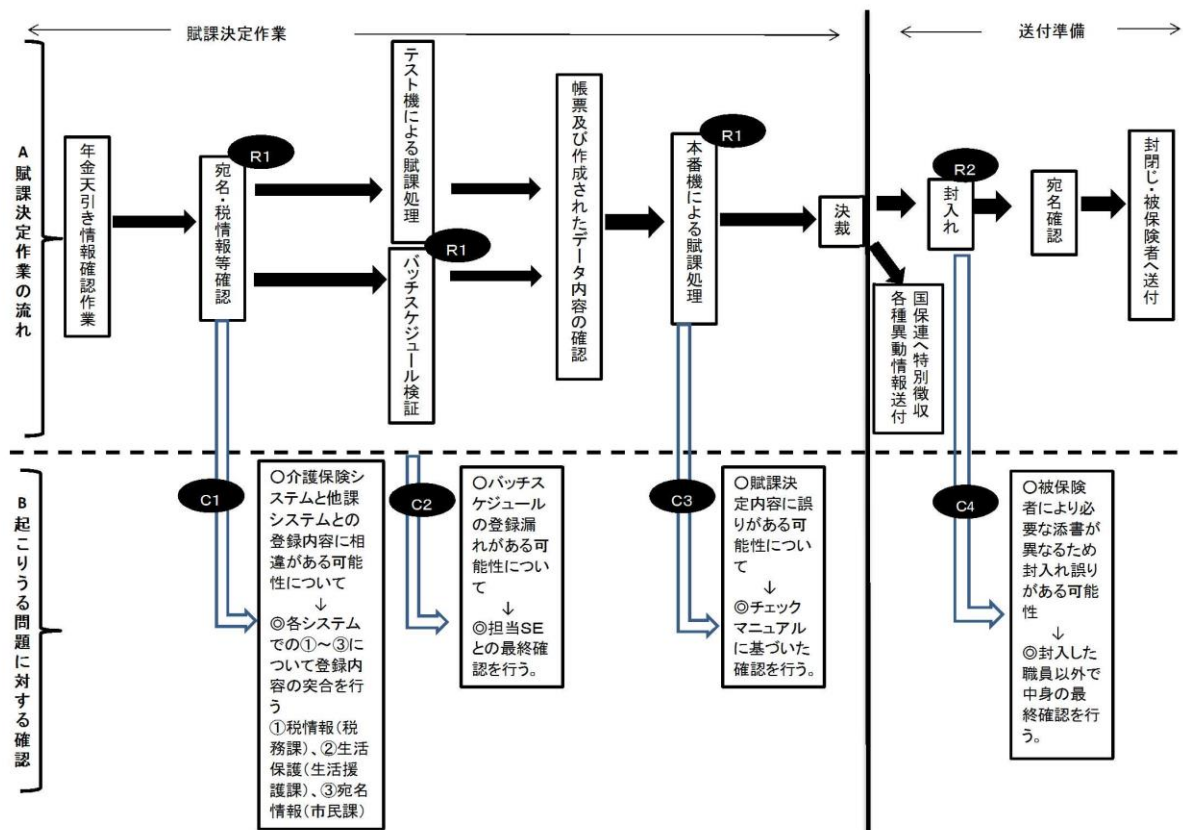 賦課決定作業
送付準備
A 賦課決定作業の流れ
年金天引き情報確認作業
R1
宛名・税情報等確認
テスト機による賦課処理
R1
バッチスケジュール検証
帳票及び作成されたデータ内容の確認
R1
本番機による賦課処理
決裁
国保連へ特別徴収
各種異動情報送付
R2
封入れ
宛名確認
封閉じ・被保険者へ送付
B 起こりうる問題に対する確認
C1
○介護保険シ
ステムと他課
システムとの
登録内容に相
違がある可能
性について
↓
◎各システム
での①～③に
ついて登録内
容の突合を行
う
①税情報(税
務課)、②生活
保護(生活援
護課)、③宛名
情報(市民課)
C2
○バッチス
ケジュール
の登録漏
れがある可
能性につい
て
↓
◎担当SE
との最終確
認を行う。
C3
○賦課決
定内容に誤
りがある可
能性につい
て
↓
◎チェック
マニュアル
に基づいた
確認を行う。
C4
○被保険
者により必
要な添書が
異なるため
封入れ誤り
がある可能
性
↓
◎封入した
職員以外で
中身の最
終確認を行
う。